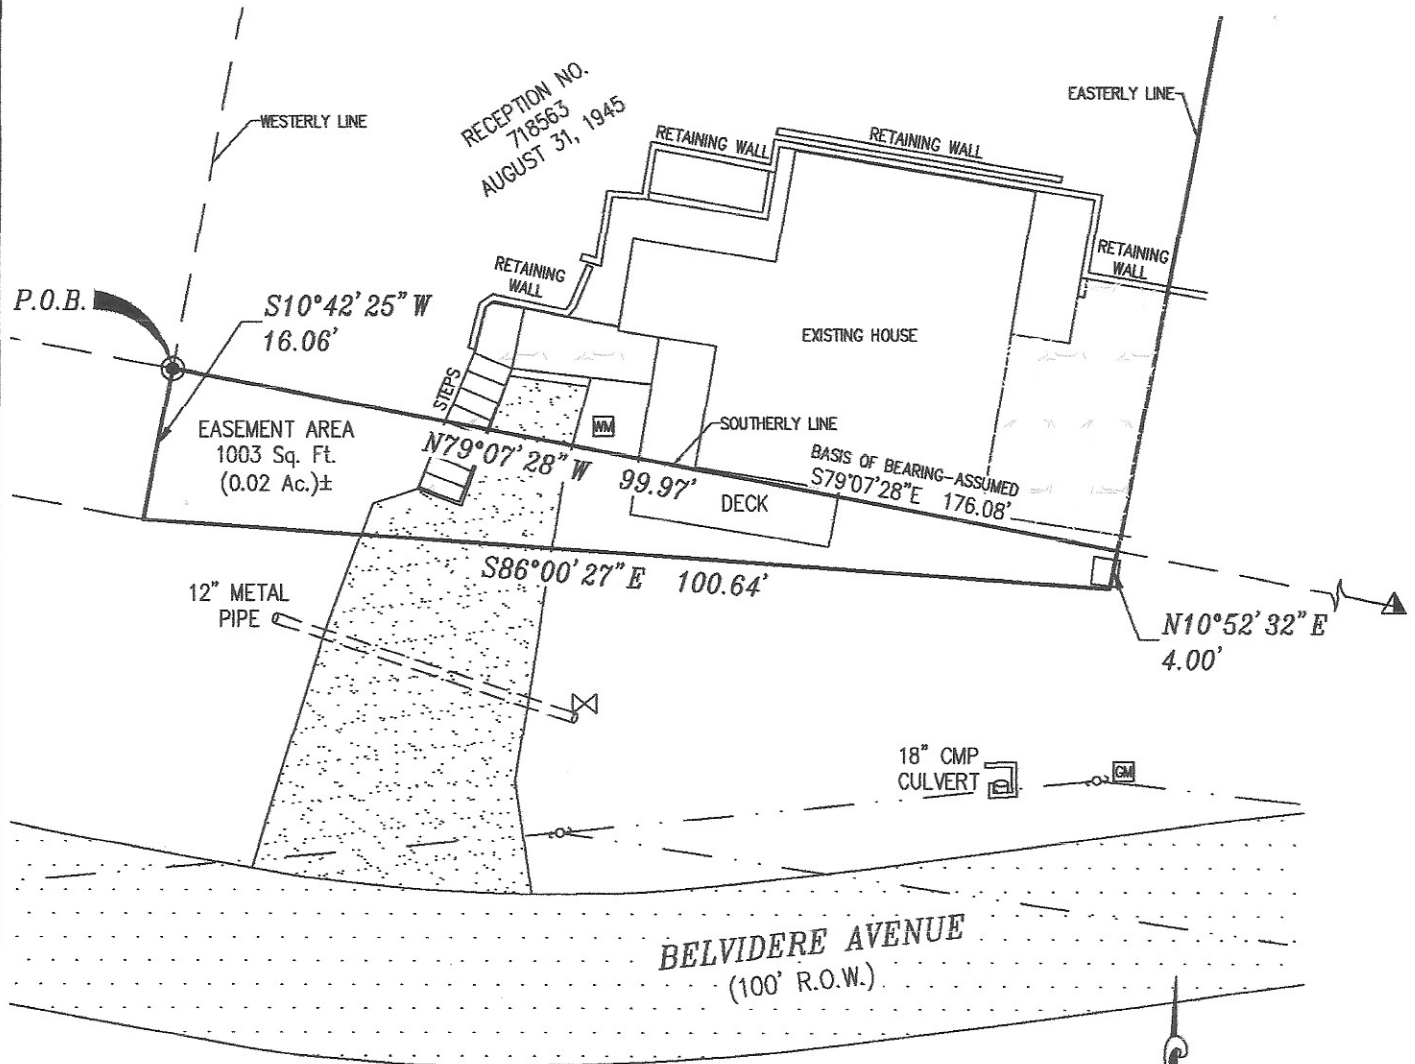 WESTERLY LINE
RECEPTION NO.
718563
AUGUST 31, 1945
EASTERLY LINE
RETAINING WALL
RETAINING WALL
RETAINING
WALL
RETAINING
WALL
P.O.B.
S10°42'25"W
16.06'
EXISTING HOUSE
STEPS
EASEMENT AREA
1003 Sq. Ft.
(0.02 Ac.)±
WM
SOUTHERLY LINE
N79°07'28"W 99.97'
BASIS OF BEARING-ASSUMED
S79°07'28"E 176.08'
DECK
S86°00'27"E 100.64'
12" METAL
PIPE
N10°52'32"E
4.00'
18" CMP
CULVERT
GM
BELVIDERE AVENUE
(100' R.O.W.)